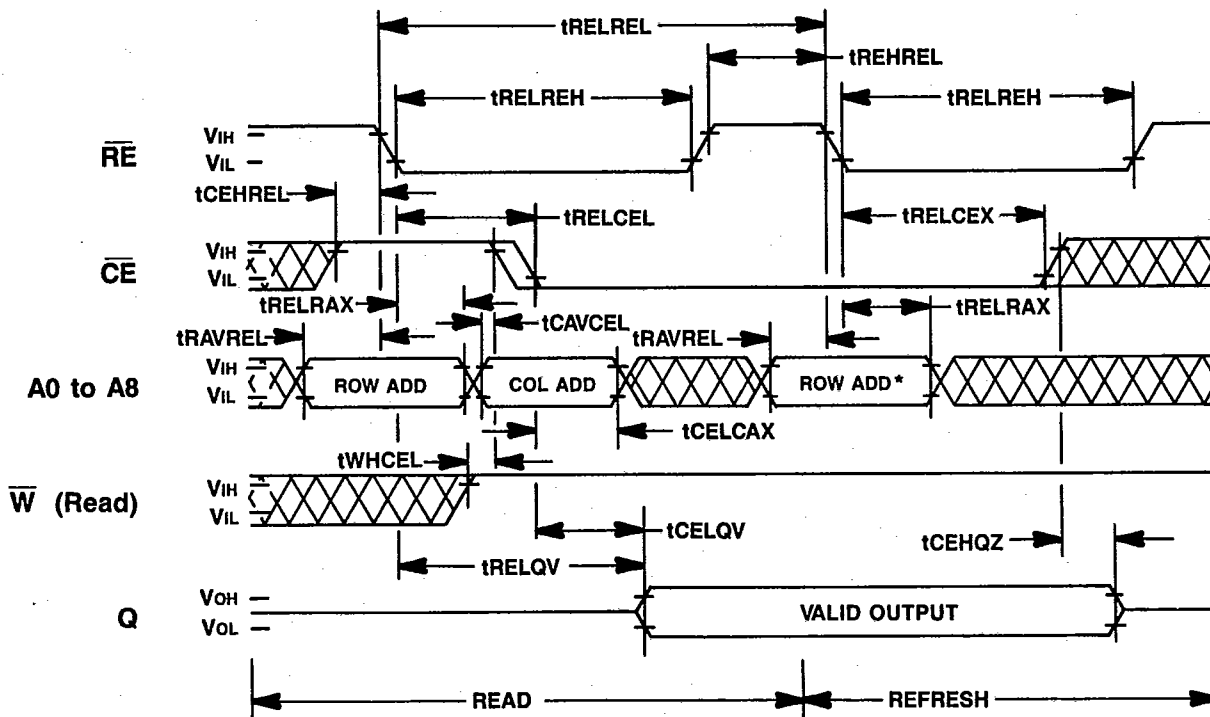 tRELREL
tREHREL
tRELREH
tRELREH
RE
VIH
VIL
tCEHREL
tRELCEL
tRELCEX
CE
VIH
VIL
tRELRAX
tCAVCEL
tRELRAX
tRAVREL
tRAVREL
A0 to A8
VIH
VIL
ROW ADD
COL ADD
ROW ADD*
tCELCAX
tWHCEL
W (Read)
VIH
VIL
tCELQV
tCEHQZ
tRELQV
Q
VOH
VOL
VALID OUTPUT
READ
REFRESH